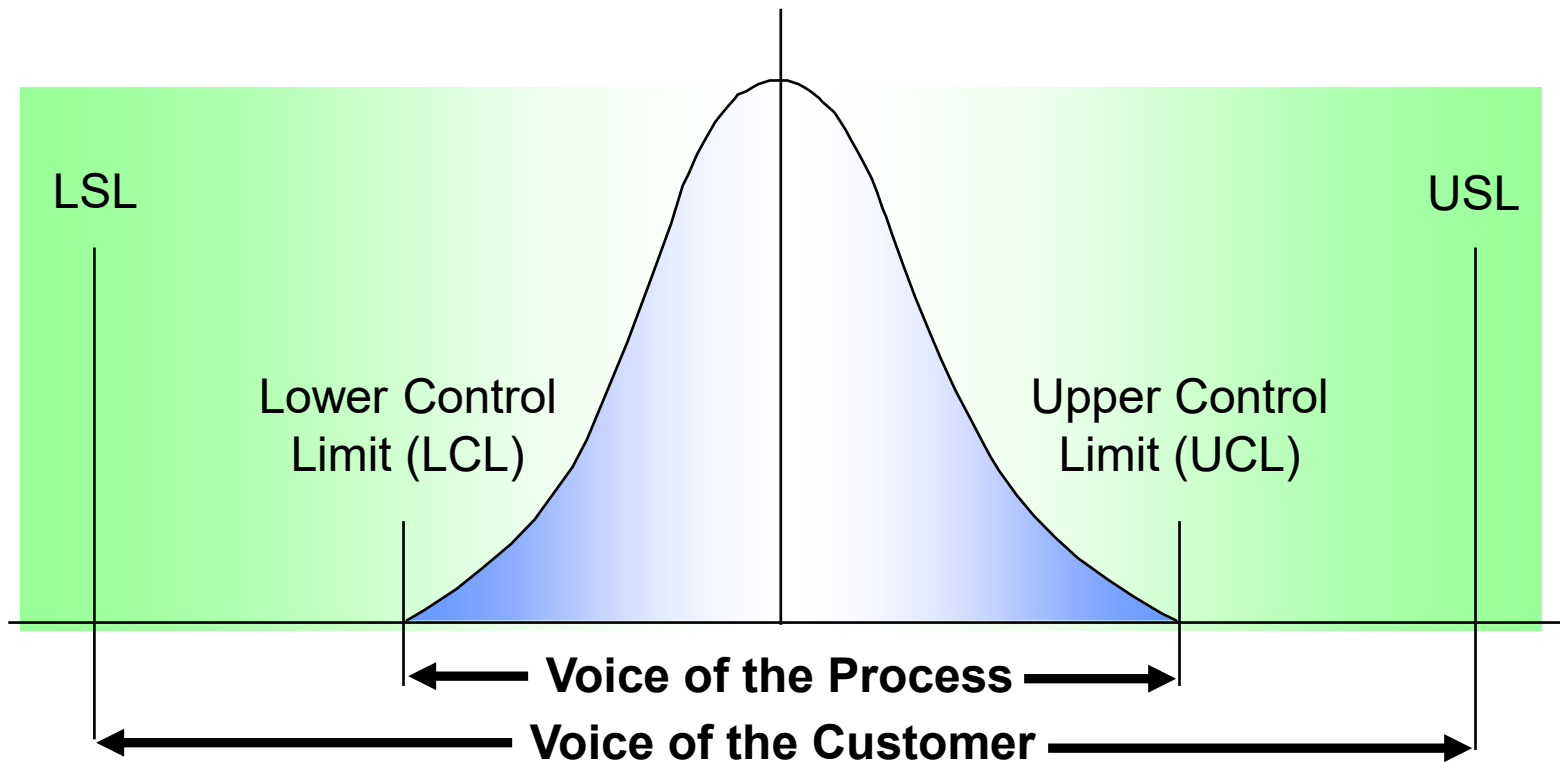 LSL
USL
Lower Control
Limit (LCL)
Upper Control
Limit (UCL)
Voice of the Process
Voice of the Customer